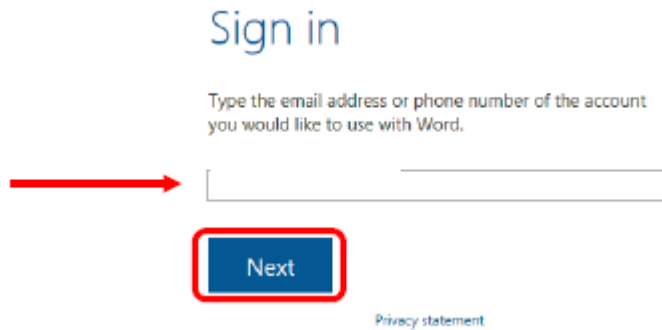 Sign in
Type the email address or phone number of the account
you would like to use with Word.
Next
Privacy statement